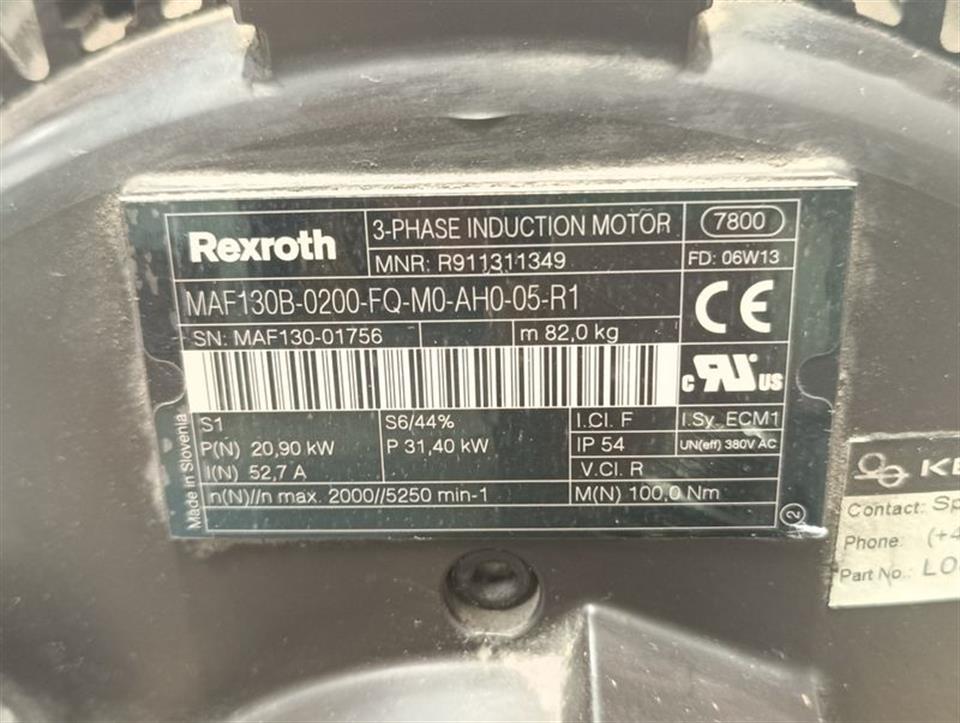 Rexroth
3-PHASE INDUCTION MOTOR
7800
MNR: R911311349
FD: 06W13
MAF130B-0200-FQ-M0-AH0-05-R1
CE
SN: MAF130-01756
m 82,0 kg
c RU US
Made in Slovenia
S1
S6/44%
I.Cl. F
I.Sy. ECM1
P(N) 20,90 kW
P 31,40 kW
IP 54
UN(eff) 380V AC
I(N) 52,7 A
V.Cl. R
n(N)//n max. 2000//5250 min-1
M(N) 100,0 Nm
2
Contact:
Phone: (+4
Part No.: